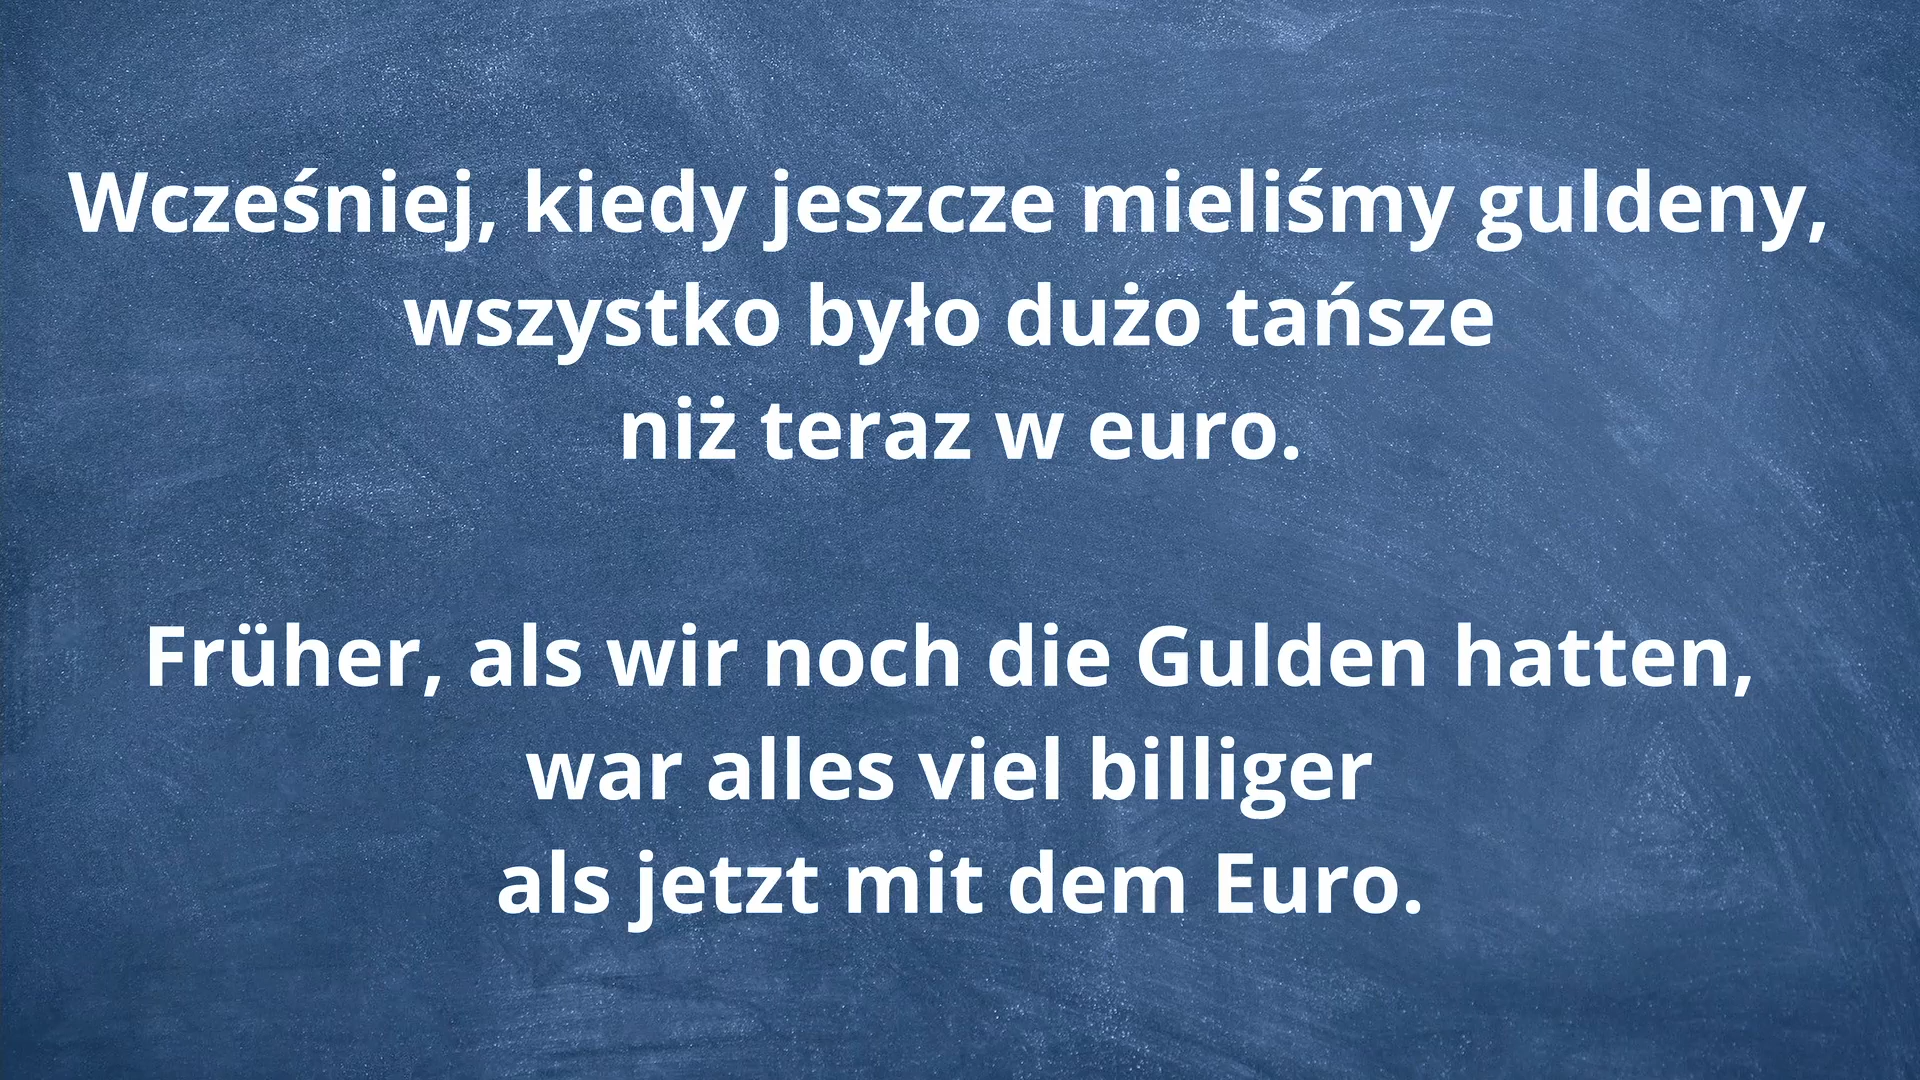 Wcześniej, kiedy jeszcze mieliśmy guldeny,
wszystko było dużo tańsze
niż teraz w euro.
Früher, als wir noch die Gulden hatten,
war alles viel billiger
als jetzt mit dem Euro.